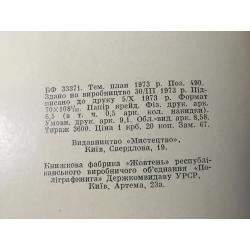 БФ 33371. Тем. план 1973 р. Поз. 490.
Здано на виробництво 30/III 1973 р. Під-
писано до друку 5/X 1973 р. Формат
70×108¹/₃₂. Папір крейд. Фіз. друк. арк.
6,5 (в т. ч. 0,5 арк. кол. накидки).
Умовн. друк. арк. 9,1. Обл.-вид. арк. 8,58.
Тираж 3600. Ціна 1 крб. 20 коп. Зам. 67.
Видавництво «Мистецтво»,
Київ, Свердлова, 19.
Книжкова фабрика «Жовтень» республі-
канського виробничого об'єднання «По-
ліграфкнига» Держкомвидаву УРСР,
Київ, Артема, 23а.